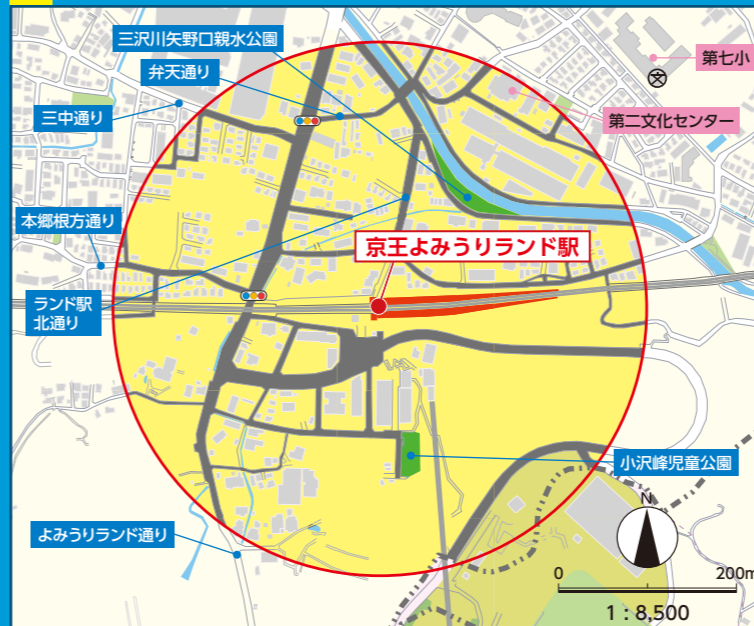 三沢川矢野口親水公園
弁天通り
三中通り
第七小
文
第二文化センター
本郷根方通り
京王よみうりランド駅
ランド駅
北通り
小沢峰児童公園
よみうりランド通り
N
0 200m
1：8,500